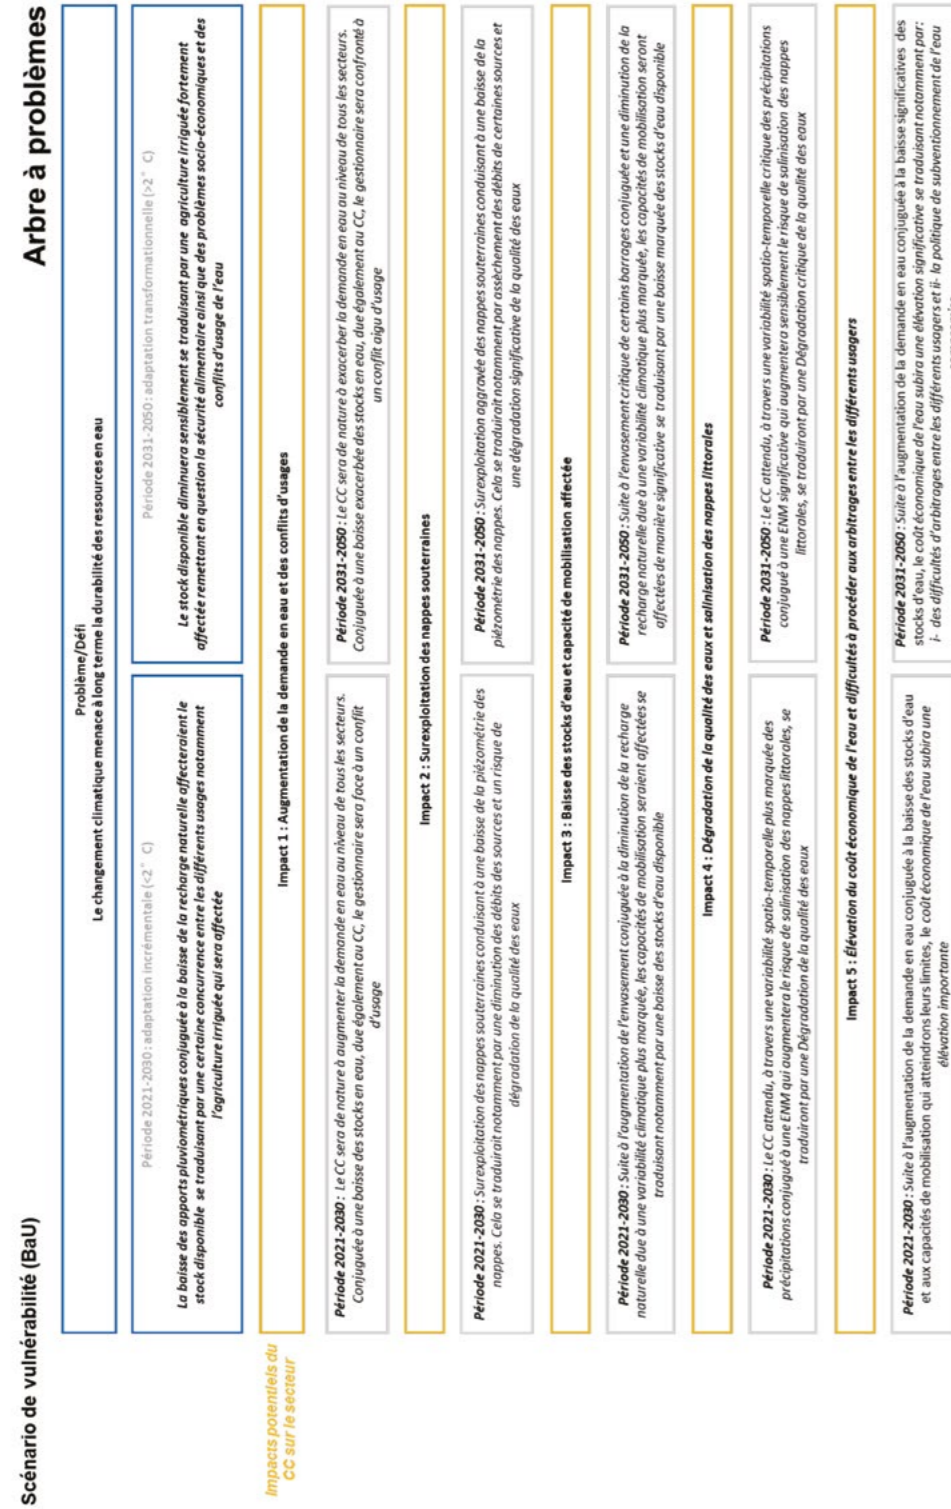 Scénario de vulnérabilité (BaU)
Arbre à problèmes
Problème/Défi
Le changement climatique menace à long terme la durabilité des ressources en eau
Période 2021-2030 : adaptation incrémentale (<2° C)
La baisse des apports pluviométriques conjuguée à la baisse de la recharge naturelle affecteraient le
stock disponible se traduisant par une certaine concurrence entre les différents usages notamment
l'agriculture irriguée qui sera affectée
Période 2031-2050 : adaptation transformationnelle (>2° C)
Le stock disponible diminuera sensiblement se traduisant par une agriculture irriguée fortement
affectée remettant en question la sécurité alimentaire ainsi que des problèmes socio-économiques et des
conflits d'usage de l'eau
Impacts potentiels du
CC sur le secteur
Impact 1 : Augmentation de la demande en eau et des conflits d'usages
Période 2021-2030 : Le CC sera de nature à augmenter la demande en eau au niveau de tous les secteurs.
Conjuguée à une baisse des stocks en eau, due également au CC, le gestionnaire sera face à un conflit
d'usage
Période 2031-2050 : Le CC sera de nature à exacerber la demande en eau au niveau de tous les secteurs.
Conjuguée à une baisse exacerbée des stocks en eau, due également au CC, le gestionnaire sera confronté à
un conflit aigu d'usage
Impact 2 : Surexploitation des nappes souterraines
Période 2021-2030 : Surexploitation des nappes souterraines conduisant à une baisse de la piézométrie des
nappes. Cela se traduirait notamment par une diminution des débits des sources et un risque de
dégradation de la qualité des eaux
Période 2031-2050 : Surexploitation aggravée des nappes souterraines conduisant à une baisse de la
piézométrie des nappes. Cela se traduirait notamment par assèchement des débits de certaines sources et
une dégradation significative de la qualité des eaux
Impact 3 : Baisse des stocks d'eau et capacité de mobilisation affectée
Période 2021-2030 : Suite à l'augmentation de l'envasement conjuguée à la diminution de la recharge
naturelle due à une variabilité climatique plus marquée, les capacités de mobilisation seraient affectées se
traduisant notamment par une baisse des stocks d'eau disponible
Période 2031-2050 : Suite à l'envasement critique de certains barrages conjuguée et une diminution de la
recharge naturelle due à une variabilité climatique plus marquée, les capacités de mobilisation seront
affectées de manière significative se traduisant par une baisse marquée des stocks d'eau disponible
Impact 4 : Dégradation de la qualité des eaux et salinisation des nappes littorales
Période 2021-2030 : Le CC attendu, à travers une variabilité spatio-temporelle plus marquée des
précipitations conjugué à une ENM qui augmentera le risque de salinisation des nappes littorales, se
traduiront par une Dégradation de la qualité des eaux
Période 2031-2050 : Le CC attendu, à travers une variabilité spatio-temporelle critique des précipitations
conjugué à une ENM significative qui augmentera sensiblement le risque de salinisation des nappes
littorales, se traduiront par une Dégradation critique de la qualité des eaux
Impact 5 : Élévation du coût économique de l'eau et difficultés à procéder aux arbitrages entre les différents usagers
Période 2021-2030 : Suite à l'augmentation de la demande en eau conjuguée à la baisse des stocks d'eau
et aux capacités de mobilisation qui atteindrons leurs limites, le coût économique de l'eau subira une
élévation importante
Période 2031-2050 : Suite à l'augmentation de la demande en eau conjuguée à la baisse significatives des
stocks d'eau, le coût économique de l'eau subira une élévation significative se traduisant notamment par:
i- des difficultés d'arbitrages entre les différents usagers et ii- la politique de subventionnement de l'eau